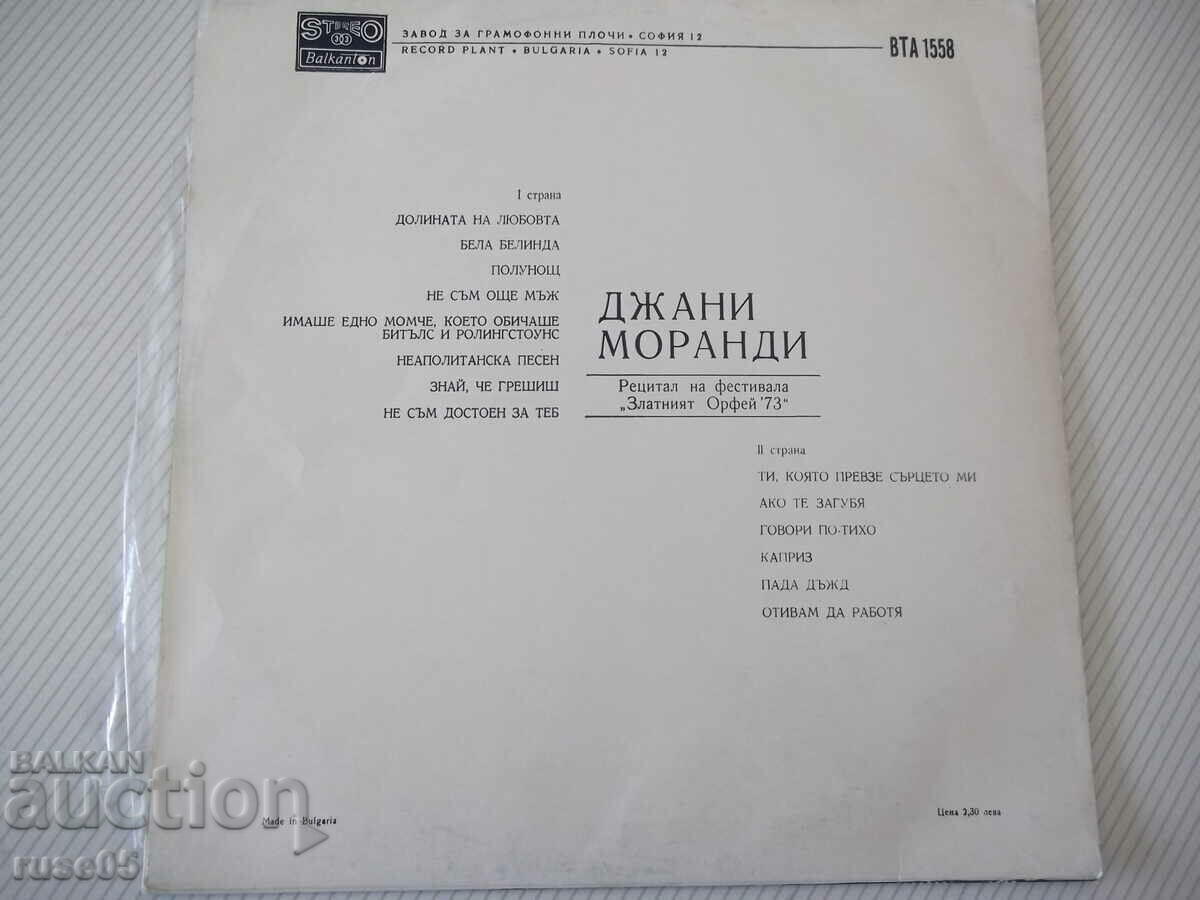 STEREO
33
Balkanton
ЗАВОД ЗА ГРАМОФОННИ ПЛОЧИ • СОФИЯ 12
RECORD PLANT • BULGARIA • SOFIA 12
ВТА 1558
I страна
ДОЛИНАТА НА ЛЮБОВТА
БЕЛА БЕЛИНДА
ПОЛУНОЩ
НЕ СЪМ ОЩЕ МЪЖ
ИМАШЕ ЕДНО МОМЧЕ, КОЕТО ОБИЧАШЕ
БИТЪЛС И РОЛИНГСТОУНС
НЕАПОЛИТАНСКА ПЕСЕН
ЗНАЙ, ЧЕ ГРЕШИШ
НЕ СЪМ ДОСТОЕН ЗА ТЕБ
ДЖАНИ
МОРАНДИ
Рецитал на фестивала
„Златният Орфей '73“
II страна
ТИ, КОЯТО ПРЕВЗЕ СЪРЦЕТО МИ
АКО ТЕ ЗАГУБЯ
ГОВОРИ ПО-ТИХО
КАПРИЗ
ПАДА ДЪЖД
ОТИВАМ ДА РАБОТЯ
Made in Bulgaria
Цена 2,30 лева
BALKAN
auction
ruse05